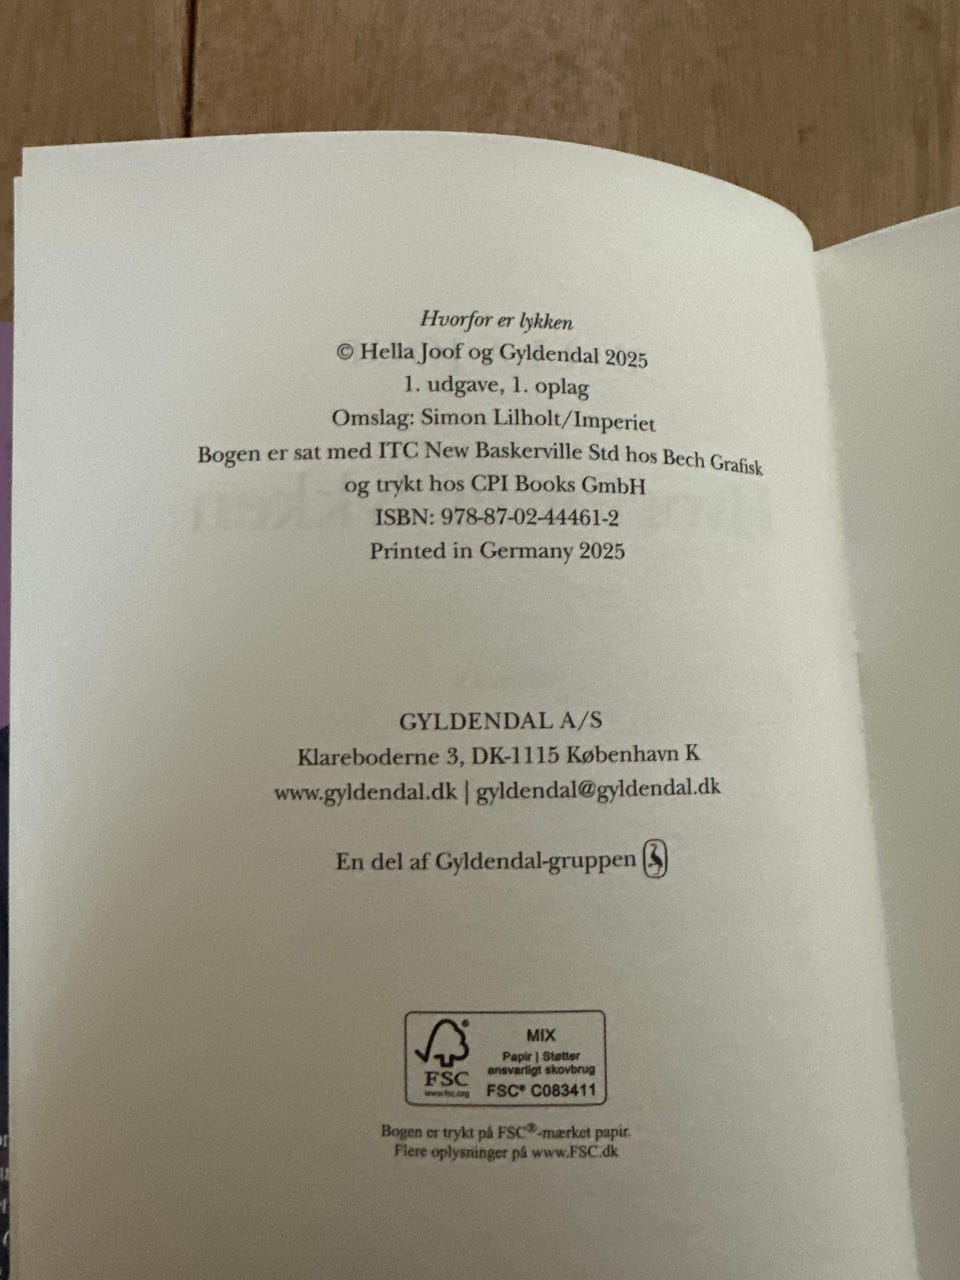 Hvorfor er lykken
© Hella Joof og Gyldendal 2025
1. udgave, 1. oplag
Omslag: Simon Lilholt/Imperiet
Bogen er sat med ITC New Baskerville Std hos Bech Grafisk
og trykt hos CPI Books GmbH
ISBN: 978-87-02-44461-2
Printed in Germany 2025
GYLDENDAL A/S
Klareboderne 3, DK-1115 København K
www.gyldendal.dk | gyldendal@gyldendal.dk
En del af Gyldendal-gruppen
FSC
www.fsc.org
MIX
Papir | Støtter
ansvarligt skovbrug
FSC® C083411
Bogen er trykt på FSC®-mærket papir.
Flere oplysninger på www.FSC.dk